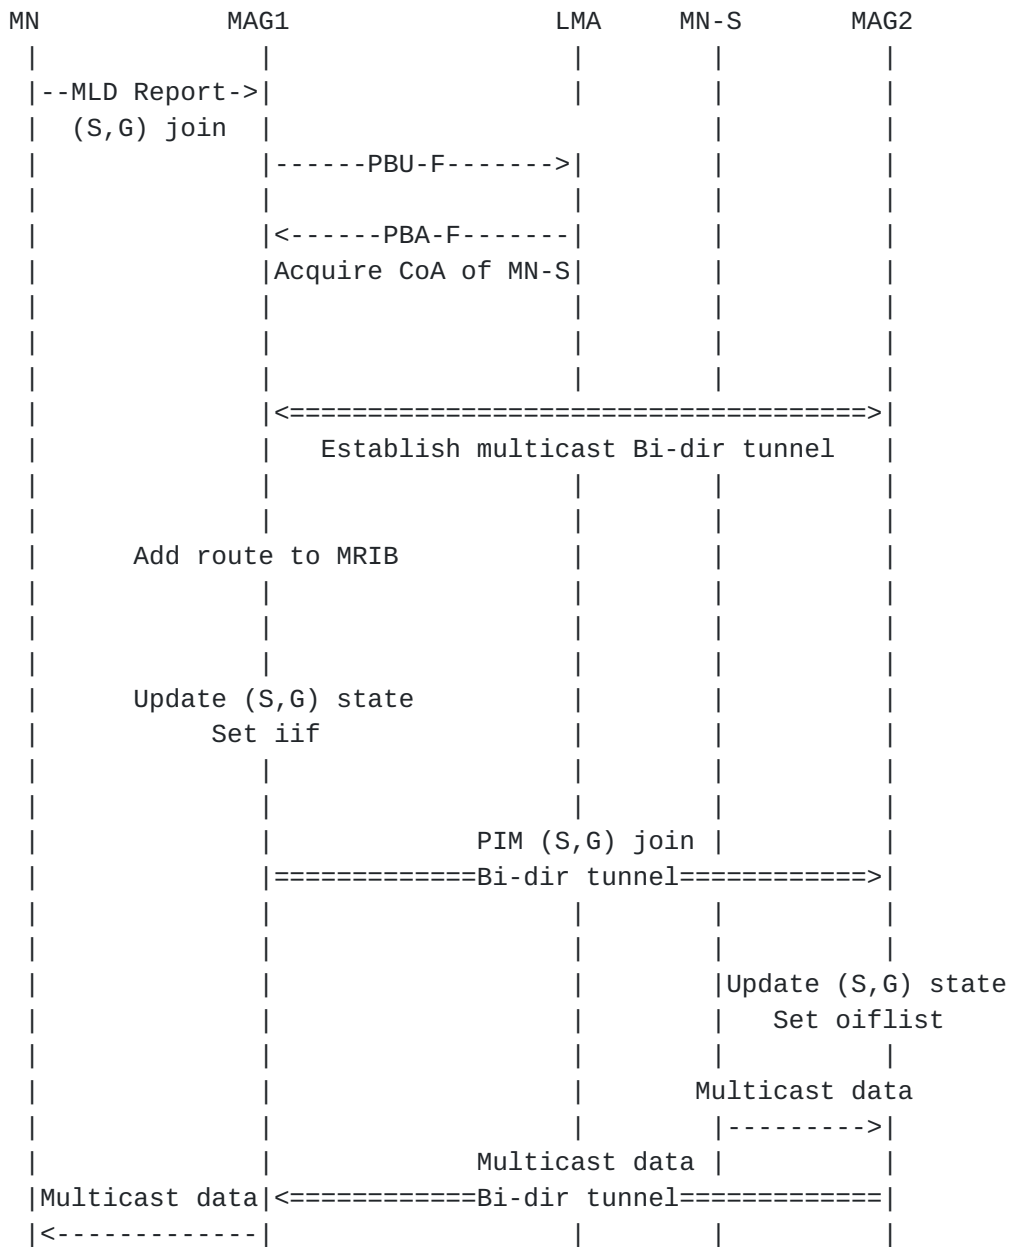 MN MAG1 LMA MN-S MAG2
--MLD Report->
(S,G) join
------PBU-F------->
<------PBA-F-------
Acquire CoA of MN-S
<=====================================>
Establish multicast Bi-dir tunnel
Add route to MRIB
Update (S,G) state
Set iif
PIM (S,G) join
=============Bi-dir tunnel============>
Update (S,G) state
Set oiflist
Multicast data
--------->
Multicast data
Multicast data <============Bi-dir tunnel=============
<-------------